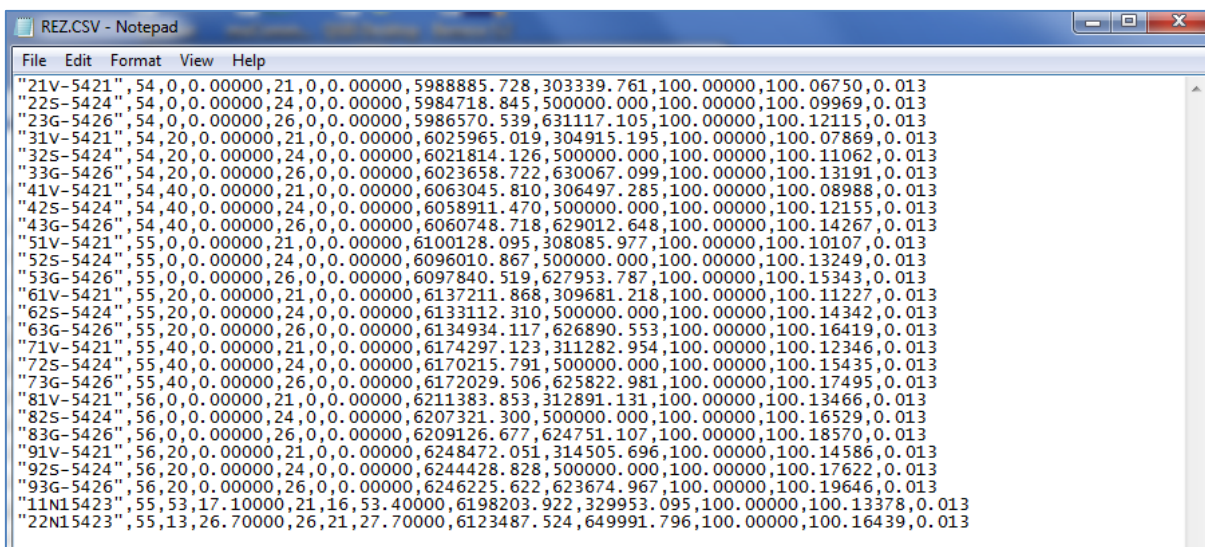 REZ.CSV - Notepad
File Edit Format View Help
"21V-5421",54,0,0.00000,21,0,0.00000,5988885.728,303339.761,100.00000,100.06750,0.013
"22S-5424",54,0,0.00000,24,0,0.00000,5984718.845,500000.000,100.00000,100.09969,0.013
"23G-5426",54,0,0.00000,26,0,0.00000,5986570.539,631117.105,100.00000,100.12115,0.013
"31V-5421",54,20,0.00000,21,0,0.00000,6025965.019,304915.195,100.00000,100.07869,0.013
"32S-5424",54,20,0.00000,24,0,0.00000,6021814.126,500000.000,100.00000,100.11062,0.013
"33G-5426",54,20,0.00000,26,0,0.00000,6023658.722,630067.099,100.00000,100.13191,0.013
"41V-5421",54,40,0.00000,21,0,0.00000,6063045.810,306497.285,100.00000,100.08988,0.013
"42S-5424",54,40,0.00000,24,0,0.00000,6058911.470,500000.000,100.00000,100.12155,0.013
"43G-5426",54,40,0.00000,26,0,0.00000,6060748.718,629012.648,100.00000,100.14267,0.013
"51V-5421",55,0,0.00000,21,0,0.00000,6100128.095,308085.977,100.00000,100.10107,0.013
"52S-5424",55,0,0.00000,24,0,0.00000,6096010.867,500000.000,100.00000,100.13249,0.013
"53G-5426",55,0,0.00000,26,0,0.00000,6097840.519,627953.787,100.00000,100.15343,0.013
"61V-5421",55,20,0.00000,21,0,0.00000,6137211.868,309681.218,100.00000,100.11227,0.013
"62S-5424",55,20,0.00000,24,0,0.00000,6133112.310,500000.000,100.00000,100.14342,0.013
"63G-5426",55,20,0.00000,26,0,0.00000,6134934.117,626890.553,100.00000,100.16419,0.013
"71V-5421",55,40,0.00000,21,0,0.00000,6174297.123,311282.954,100.00000,100.12346,0.013
"72S-5424",55,40,0.00000,24,0,0.00000,6170215.791,500000.000,100.00000,100.15435,0.013
"73G-5426",55,40,0.00000,26,0,0.00000,6172029.506,625822.981,100.00000,100.17495,0.013
"81V-5421",56,0,0.00000,21,0,0.00000,6211383.853,312891.131,100.00000,100.13466,0.013
"82S-5424",56,0,0.00000,24,0,0.00000,6207321.300,500000.000,100.00000,100.16529,0.013
"83G-5426",56,0,0.00000,26,0,0.00000,6209126.677,624751.107,100.00000,100.18570,0.013
"91V-5421",56,20,0.00000,21,0,0.00000,6248472.051,314505.696,100.00000,100.14586,0.013
"92S-5424",56,20,0.00000,24,0,0.00000,6244428.828,500000.000,100.00000,100.17622,0.013
"93G-5426",56,20,0.00000,26,0,0.00000,6246225.622,623674.967,100.00000,100.19646,0.013
"11N15423",55,53,17.10000,21,16,53.40000,6198203.922,329953.095,100.00000,100.13378,0.013
"22N15423",55,13,26.70000,26,21,27.70000,6123487.524,649991.796,100.00000,100.16439,0.013